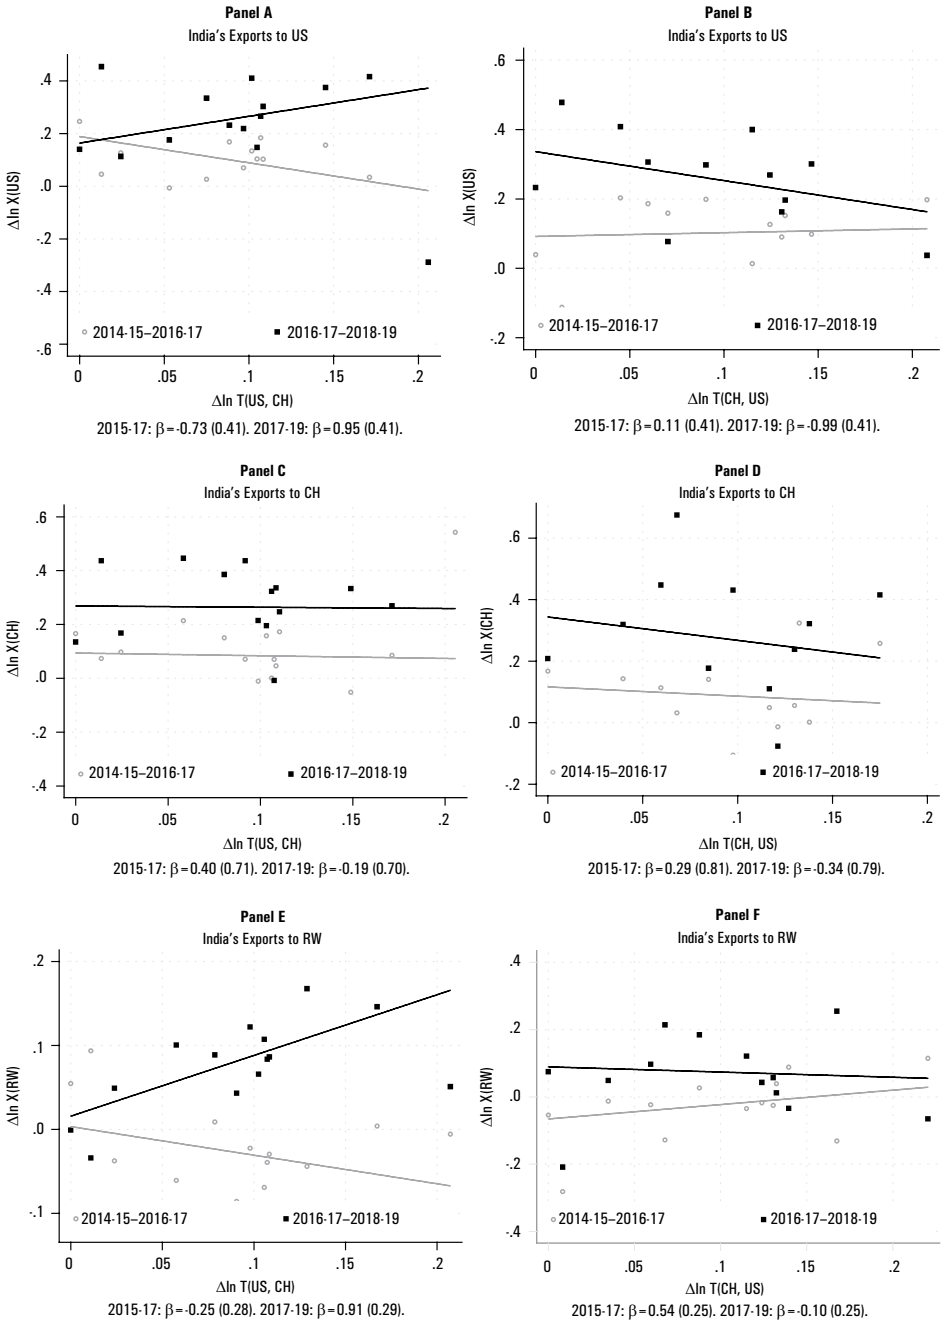 Panel A
India's Exports to US
.4
.2
.0
-.2
-.4
-.6
Δln X(US)
2014-15–2016-17
2016-17–2018-19
0
.05
.1
.15
.2
Δln T(US, CH)
2015-17: β=-0.73 (0.41). 2017-19: β=0.95 (0.41).
Panel B
India's Exports to US
.6
.4
.2
.0
-.2
Δln X(US)
2014-15–2016-17
2016-17–2018-19
0
.05
.1
.15
.2
Δln T(CH, US)
2015-17: β=0.11 (0.41). 2017-19: β=-0.99 (0.41).
Panel C
India's Exports to CH
.6
.4
.2
.0
-.2
-.4
Δln X(CH)
2014-15–2016-17
2016-17–2018-19
0
.05
.1
.15
.2
Δln T(US, CH)
2015-17: β=0.40 (0.71). 2017-19: β=-0.19 (0.70).
Panel D
India's Exports to CH
.6
.4
.2
.0
-.2
Δln X(CH)
2014-15–2016-17
2016-17–2018-19
0
.05
.1
.15
.2
Δln T(CH, US)
2015-17: β=0.29 (0.81). 2017-19: β=-0.34 (0.79).
Panel E
India's Exports to RW
.2
.1
.0
-.1
Δln X(RW)
2014-15–2016-17
2016-17–2018-19
0
.05
.1
.15
.2
Δln T(US, CH)
2015-17: β=-0.25 (0.28). 2017-19: β=0.91 (0.29).
Panel F
India's Exports to RW
.4
.2
.0
-.2
-.4
Δln X(RW)
2014-15–2016-17
2016-17–2018-19
0
.05
.1
.15
.2
Δln T(CH, US)
2015-17: β=0.54 (0.25). 2017-19: β=-0.10 (0.25).